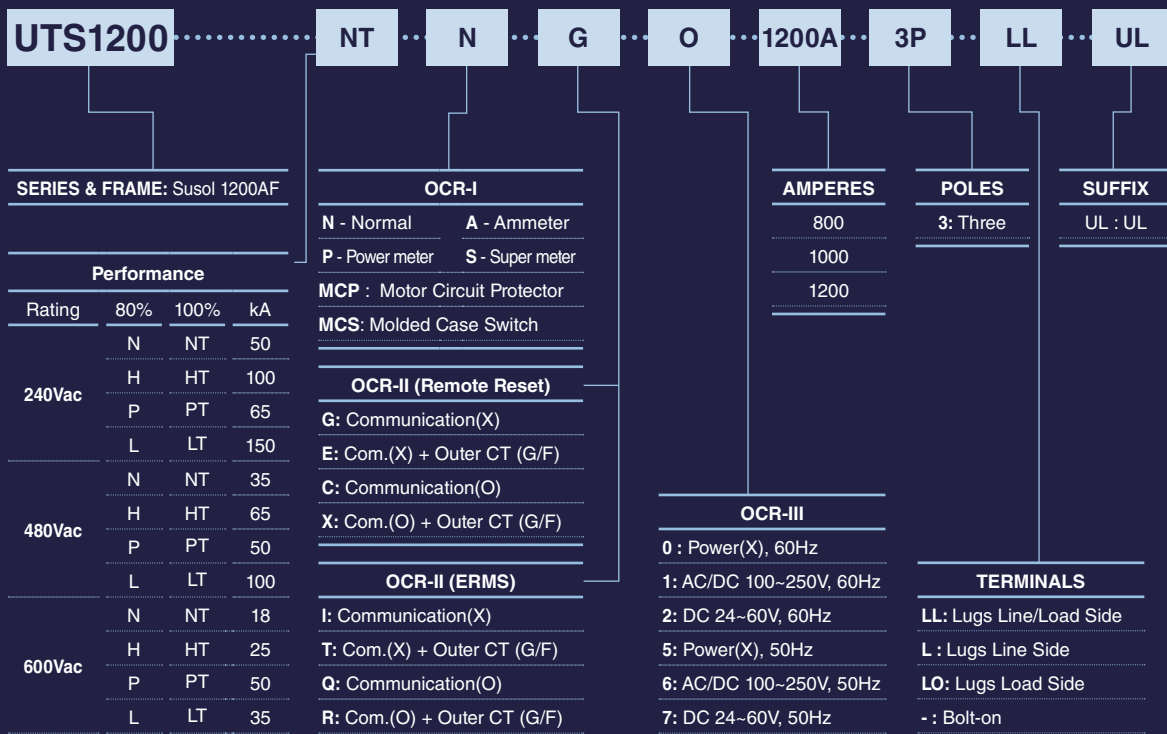 UTS1200 NT N G O 1200A 3P LL UL
SERIES & FRAME: Susol 1200AF
Performance
Rating 80% 100% kA
240Vac
N NT 50
H HT 100
P PT 65
L LT 150
480Vac
N NT 35
H HT 65
P PT 50
L LT 100
600Vac
N NT 18
H HT 25
P PT 50
L LT 35
OCR-I
N - Normal A - Ammeter
P - Power meter S - Super meter
MCP : Motor Circuit Protector
MCS: Molded Case Switch
OCR-II (Remote Reset)
G: Communication(X)
E: Com.(X) + Outer CT (G/F)
C: Communication(O)
X: Com.(O) + Outer CT (G/F)
OCR-II (ERMS)
I: Communication(X)
T: Com.(X) + Outer CT (G/F)
Q: Communication(O)
R: Com.(O) + Outer CT (G/F)
OCR-III
0 : Power(X), 60Hz
1: AC/DC 100~250V, 60Hz
2: DC 24~60V, 60Hz
5: Power(X), 50Hz
6: AC/DC 100~250V, 50Hz
7: DC 24~60V, 50Hz
AMPERES
800
1000
1200
POLES
3: Three
TERMINALS
LL: Lugs Line/Load Side
L : Lugs Line Side
LO: Lugs Load Side
- : Bolt-on
SUFFIX
UL : UL